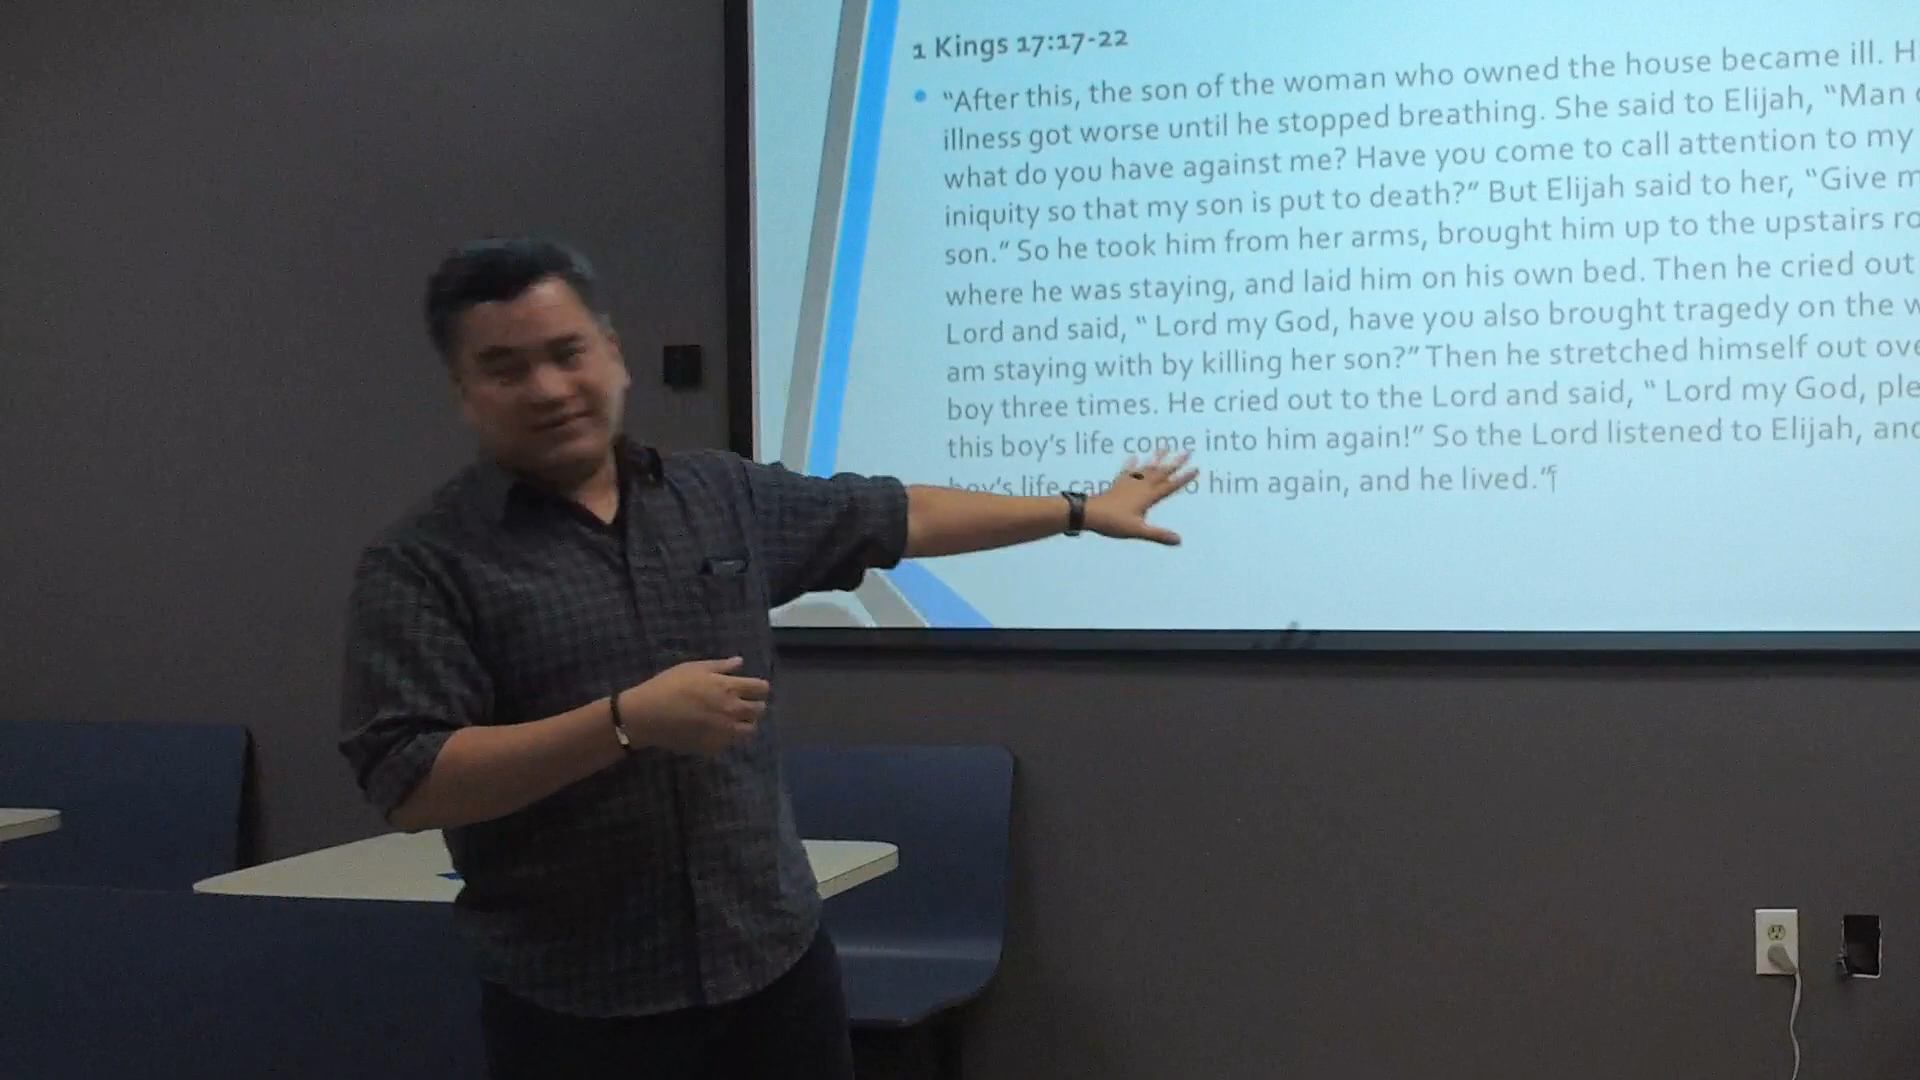 1 Kings 17:17-22
• "After this, the son of the woman who owned the house became ill.
illness got worse until he stopped breathing. She said to Elijah, "Man
what do you have against me? Have you come to call attention to my
iniquity so that my son is put to death?" But Elijah said to her, "Give
son." So he took him from her arms, brought him up to the upstairs
where he was staying, and laid him on his own bed. Then he cried out
Lord and said, " Lord my God, have you also brought tragedy on the
am staying with by killing her son?" Then he stretched himself out
boy three times. He cried out to the Lord and said, " Lord my God,
this boy's life come into him again!" So the Lord listened to Elijah, and
boy's life him again, and he lived."